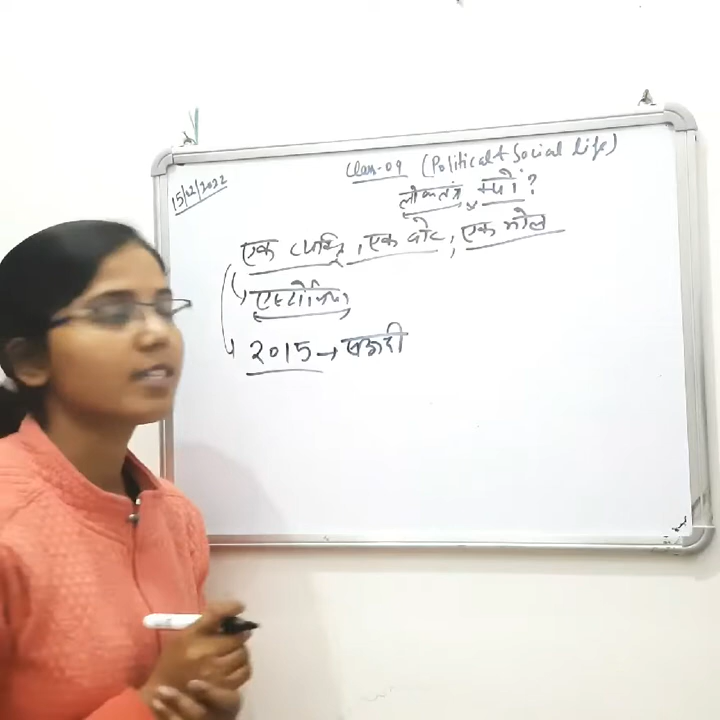 Class-09 (Political + Social life)
15/12/2022
लोकतंत्र क्यों?
एक व्यक्ति, एक वोट, एक मोल
एस्टोनिया
2015 → सऊदी